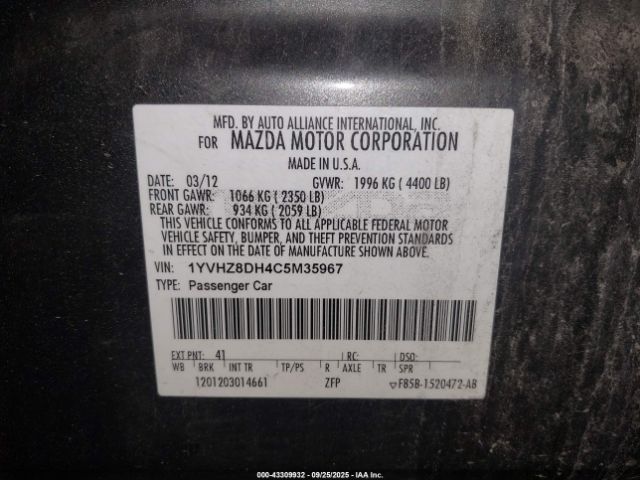 MFD. BY AUTO ALLIANCE INTERNATIONAL, INC.
FOR MAZDA MOTOR CORPORATION
MADE IN U.S.A.
DATE: 03/12 GVWR: 1996 KG ( 4400 LB)
FRONT GAWR: 1066 KG ( 2350 LB)
REAR GAWR: 934 KG ( 2059 LB)
THIS VEHICLE CONFORMS TO ALL APPLICABLE FEDERAL MOTOR
VEHICLE SAFETY, BUMPER, AND THEFT PREVENTION STANDARDS
IN EFFECT ON THE DATE OF MANUFACTURE SHOWN ABOVE.
VIN: 1YVHZ8DH4C5M35967
TYPE: Passenger Car
EXT PNT: 41 RC: DSO:
WB BRK INT TR TP/PS R AXLE TR SPR
1201203014661 ZFP ▽F85B-1520472-AB
000-43309932 - 09/25/2025 - IAA Inc.